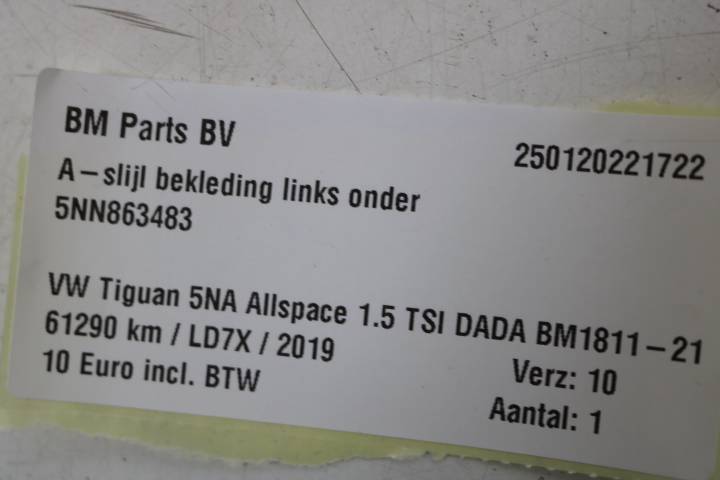 BM Parts BV
250120221722
A-slijl bekleding links onder
5NN863483
VW Tiguan 5NA Allspace 1.5 TSI DADA BM1811-21
61290 km / LD7X / 2019
Verz: 10
10 Euro incl. BTW
Aantal: 1